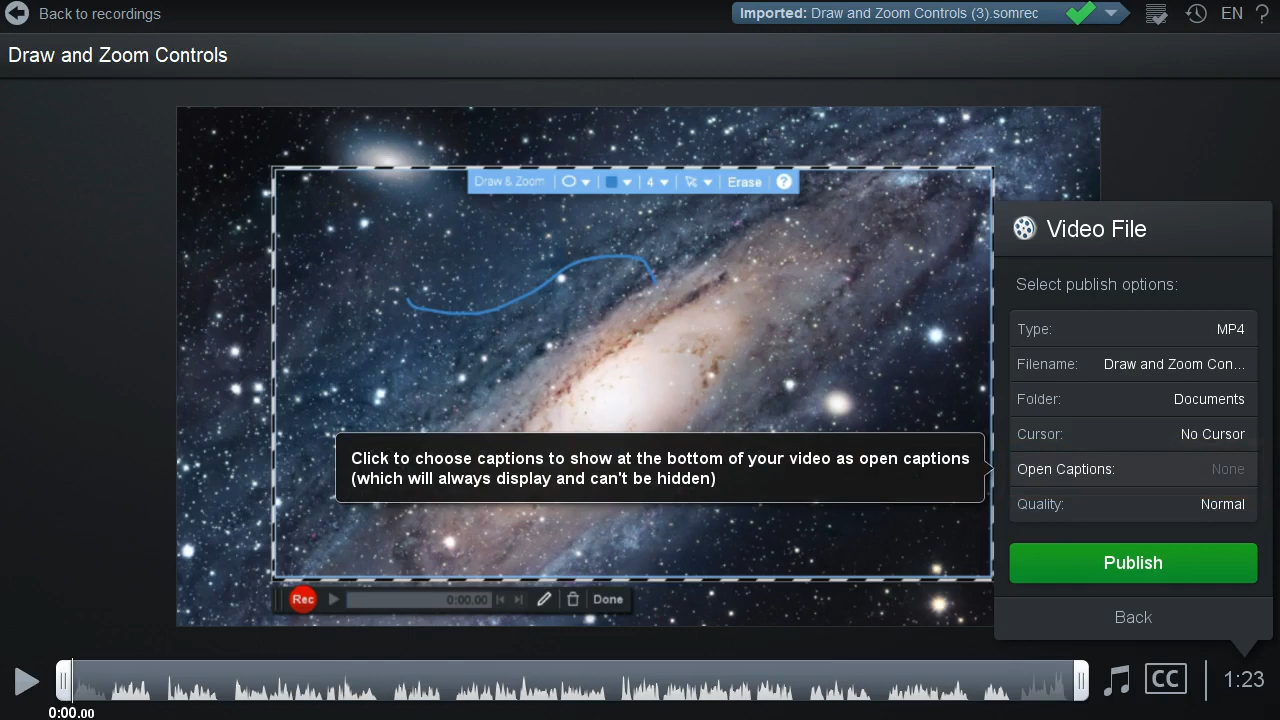 Back to recordings
Imported: Draw and Zoom Controls (3).somrec
EN
?
Draw and Zoom Controls
Draw & Zoom
4
Erase
?
Video File
Select publish options:
Type: MP4
Filename: Draw and Zoom Con...
Folder: Documents
Cursor: No Cursor
Open Captions: None
Quality: Normal
Click to choose captions to show at the bottom of your video as open captions
(which will always display and can't be hidden)
Publish
Back
Rec
0:00.00
Done
CC
1:23
0:00.00